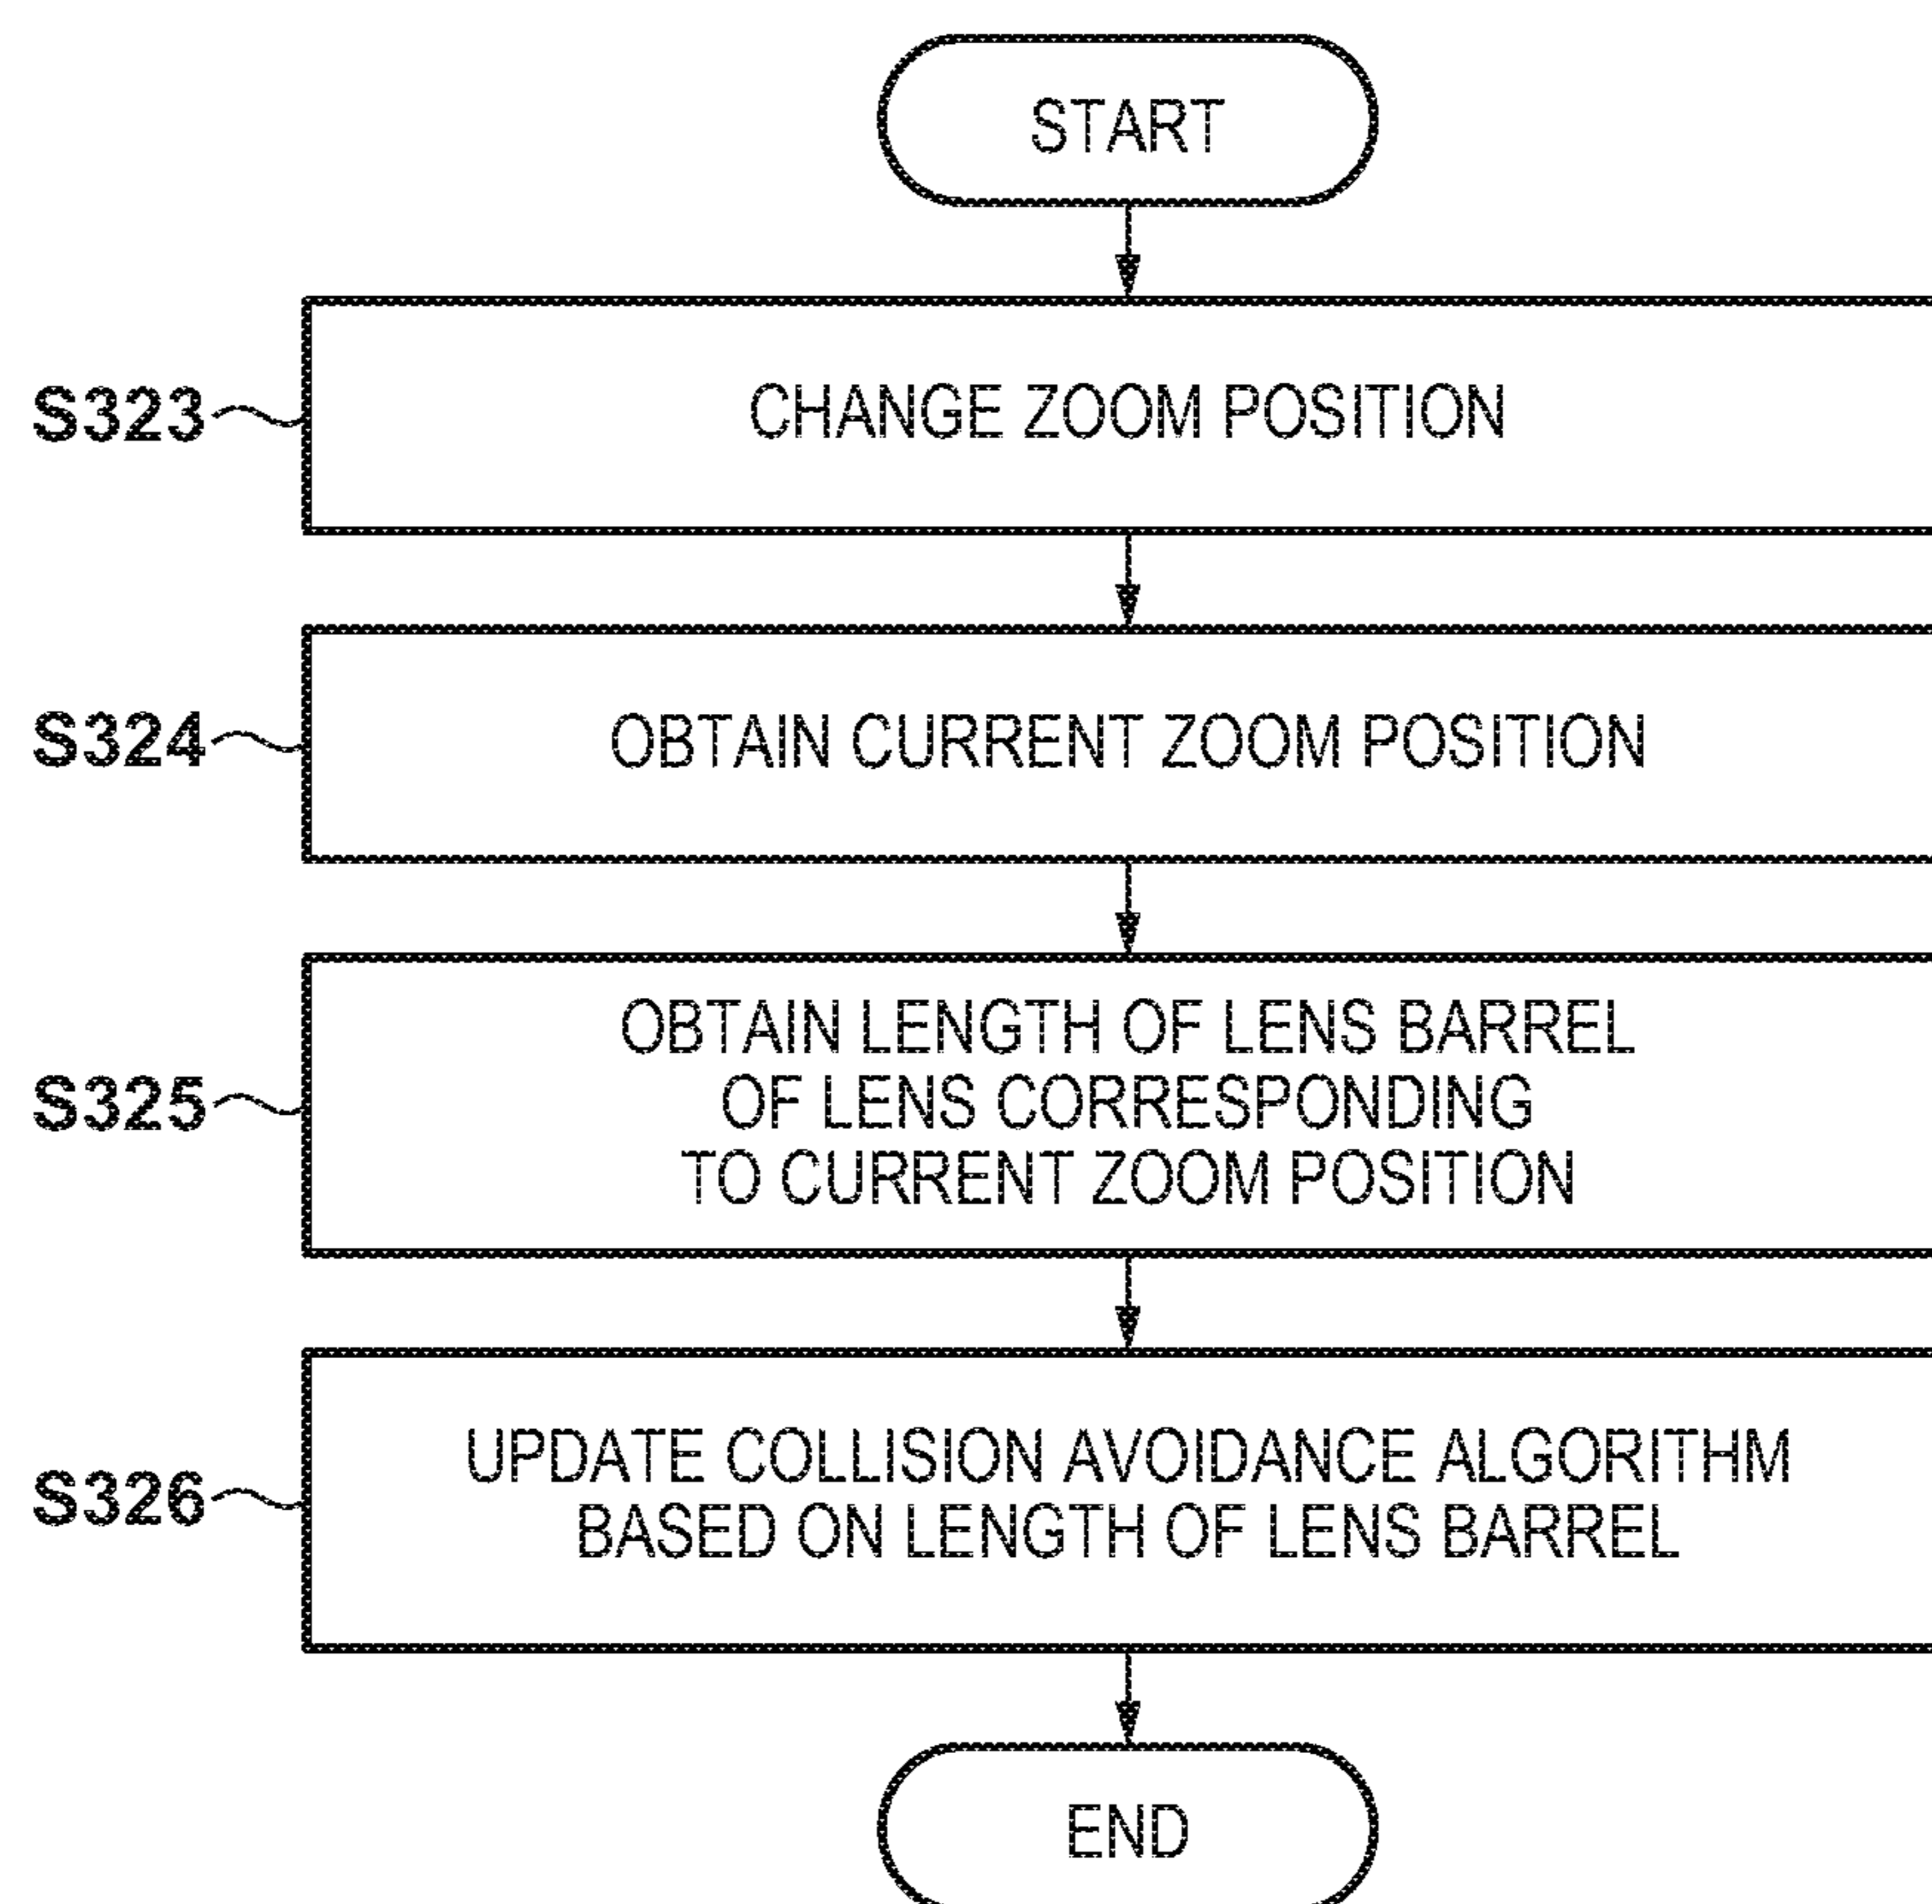 START
S323
CHANGE ZOOM POSITION
S324
OBTAIN CURRENT ZOOM POSITION
S325
OBTAIN LENGTH OF LENS BARREL
OF LENS CORRESPONDING
TO CURRENT ZOOM POSITION
S326
UPDATE COLLISION AVOIDANCE ALGORITHM
BASED ON LENGTH OF LENS BARREL
END